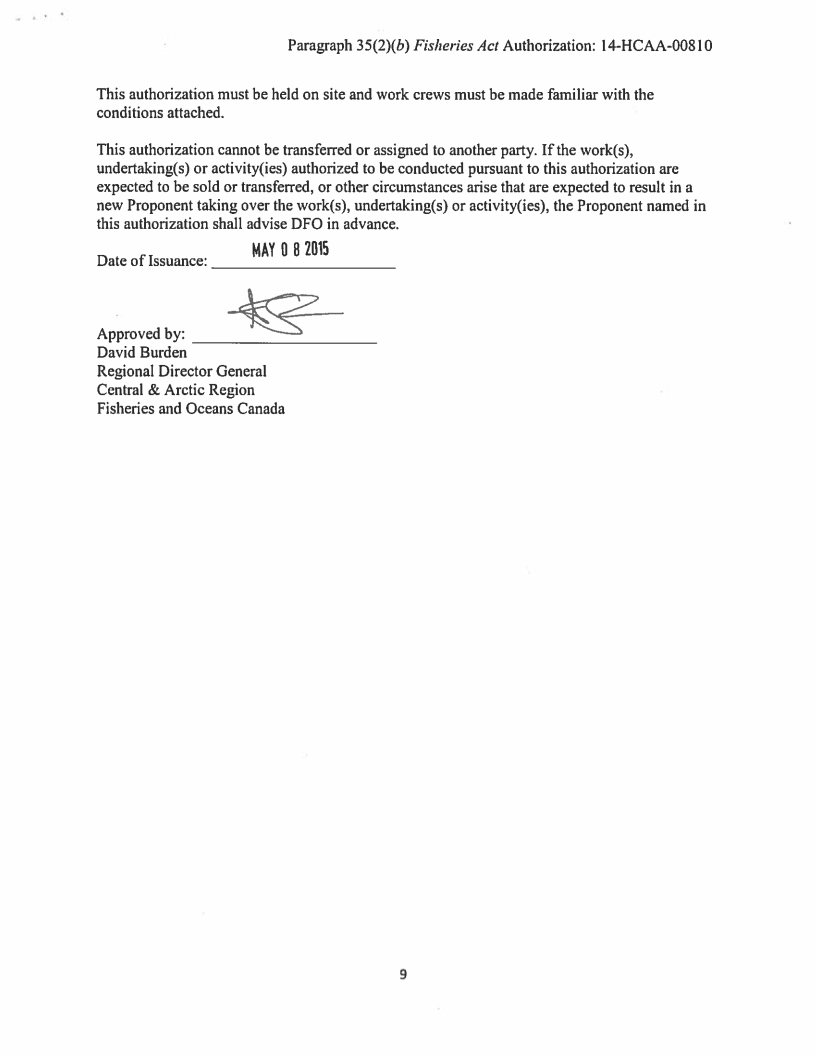 Paragraph 35(2)(b) Fisheries Act Authorization: 14-HCAA-00810
This authorization must be held on site and work crews must be made familiar with the
conditions attached.
This authorization cannot be transferred or assigned to another party. If the work(s),
undertaking(s) or activity(ies) authorized to be conducted pursuant to this authorization are
expected to be sold or transferred, or other circumstances arise that are expected to result in a
new Proponent taking over the work(s), undertaking(s) or activity(ies), the Proponent named in
this authorization shall advise DFO in advance.
Date of Issuance: MAY 08 2015
Approved by:
David Burden
Regional Director General
Central & Arctic Region
Fisheries and Oceans Canada
9